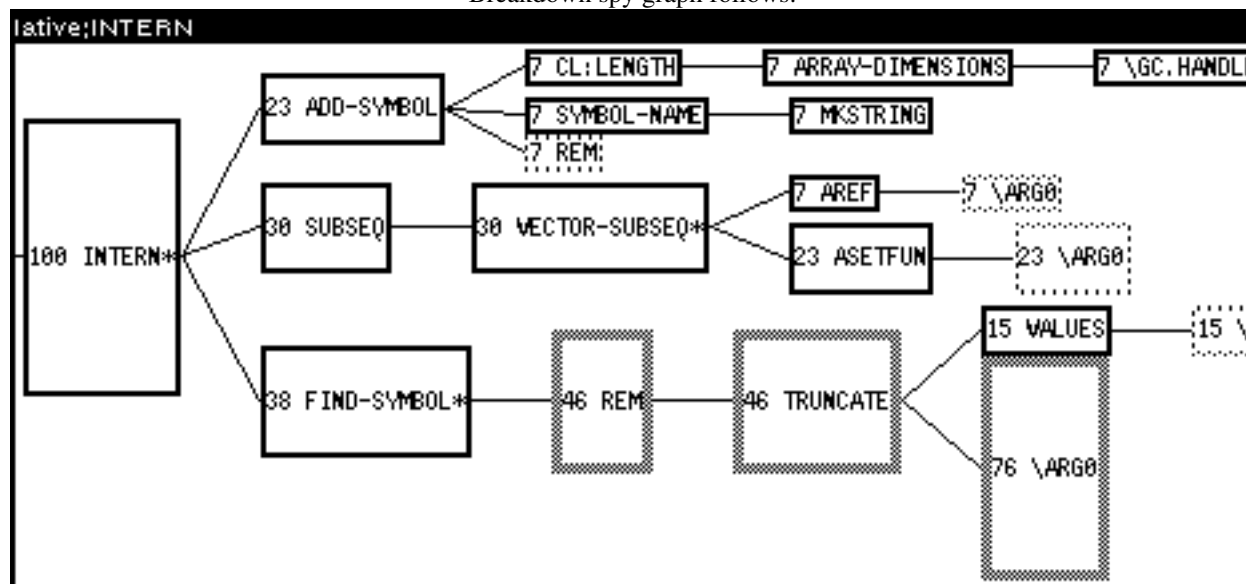 Breakdown spy graph follows:
lative;INTERN
7 CL:LENGTH
7 ARRAY-DIMENSIONS
7 \GC.HANDL
23 ADD-SYMBOL
7 SYMBOL-NAME
7 MKSTRING
7 REM
7 AREF
7 \ARG0
30 SUBSEQ
30 VECTOR-SUBSEQ*
100 INTERN*
23 ASETFUN
23 \ARG0
15 VALUES
15 \
38 FIND-SYMBOL*
46 REM
46 TRUNCATE
76 \ARG0